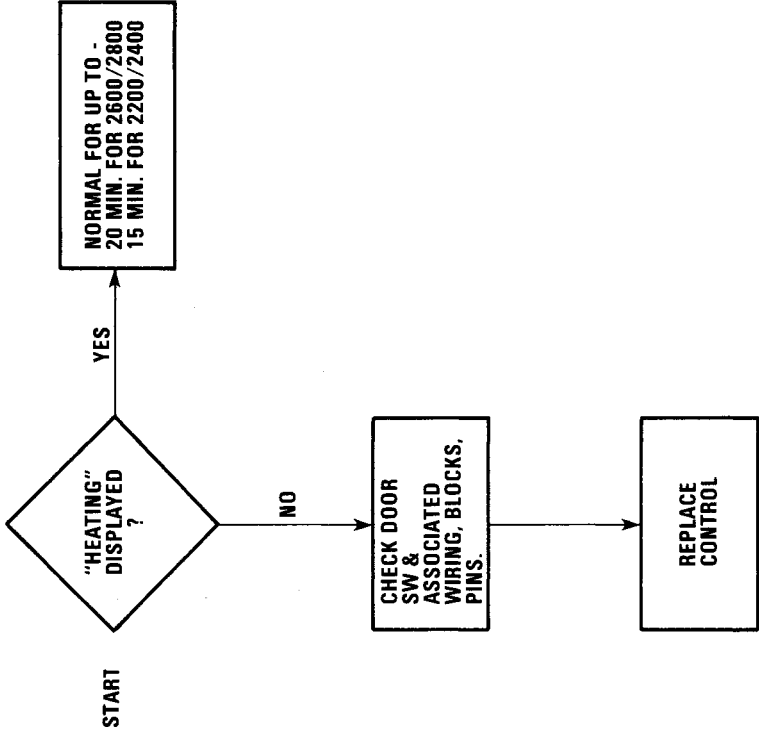 START
"HEATING"
DISPLAYED
?
YES
NORMAL FOR UP TO -
20 MIN. FOR 2600/2800
15 MIN. FOR 2200/2400
NO
CHECK DOOR
SW &
ASSOCIATED
WIRING, BLOCKS,
PINS.
REPLACE
CONTROL